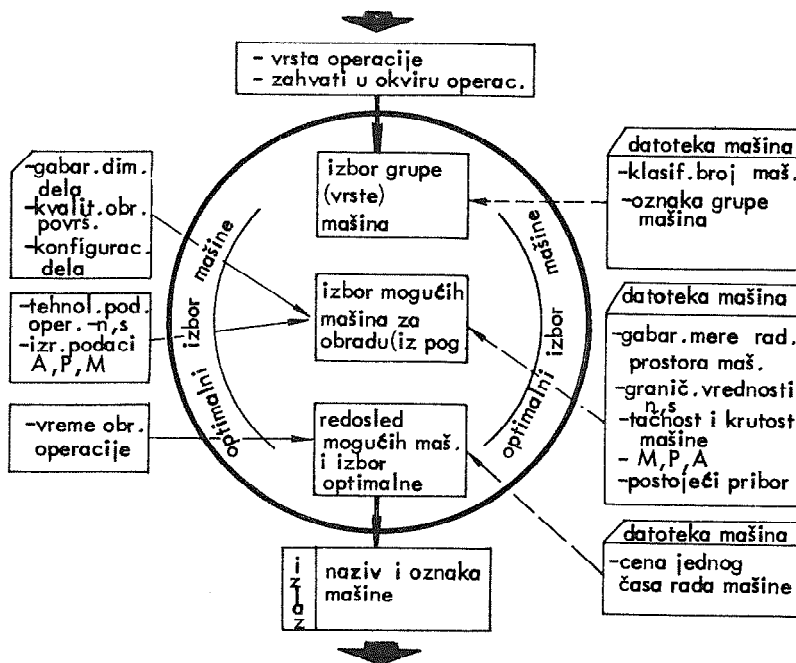 - vrsta operacije
- zahvati u okviru operac.
-gabar.dim.
dela
-kvalit.obr.
površ.
-konfigurac.
dela
-tehnol.pod.
oper.-n,s
-izr.podaci
A,P,M
-vreme obr.
operacije
optimalni izbor mašine
izbor grupe
(vrste)
mašina
izbor mogućih
mašina za
obradu(iz pog.
redosled
mogućih maš.
i izbor
optimalne
optimalni izbor mašine
datoteka mašina
-klasif.broj maš.
-oznaka grupe
mašina
datoteka mašina
-gabar.mere rad.
prostora maš.
-granič.vrednosti
n,s
-tačnost i krutost
mašine
- M,P,A
-postojeći pribor
datoteka mašina
-cena jednog
časa rada mašine
izlaz
naziv i oznaka
mašine